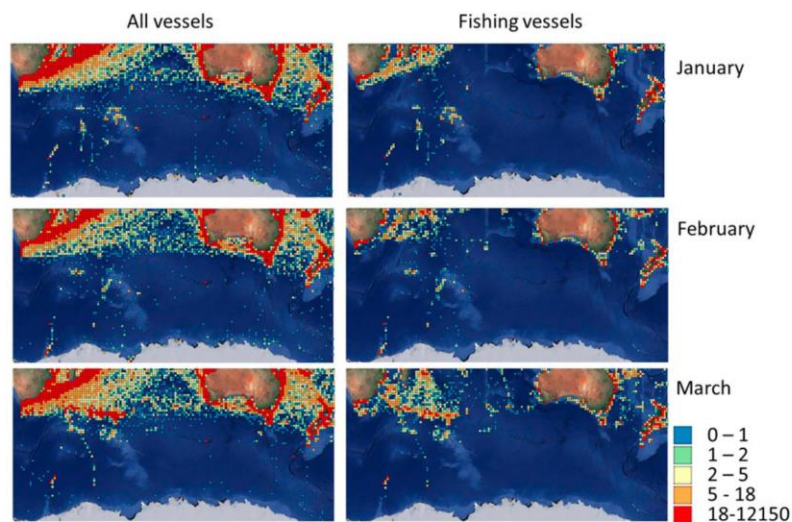 All vessels
Fishing vessels
January
February
March
0 – 1
1 – 2
2 – 5
5 - 18
18-12150